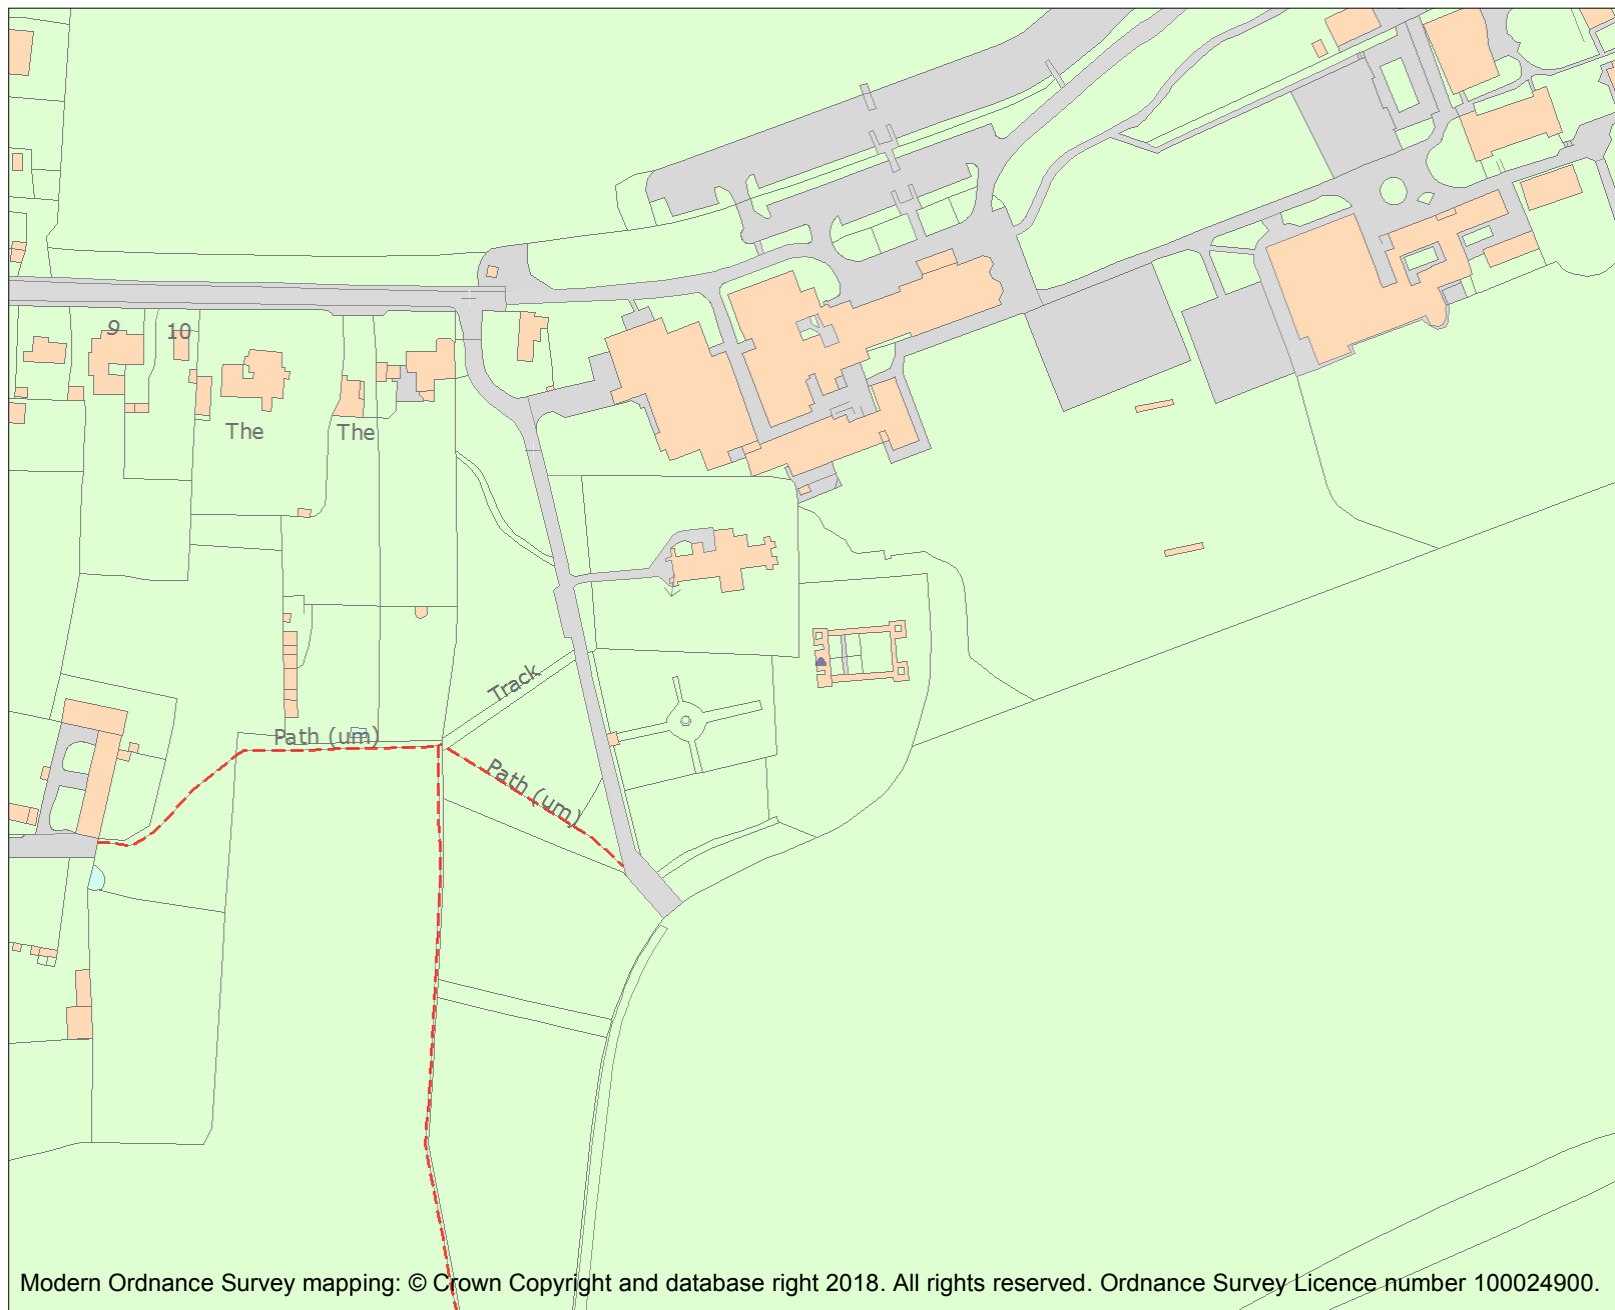 9
10
The
The
Track
Path (um)
Path (um)
Modern Ordnance Survey mapping: © Crown Copyright and database right 2018. All rights reserved. Ordnance Survey Licence number 100024900.